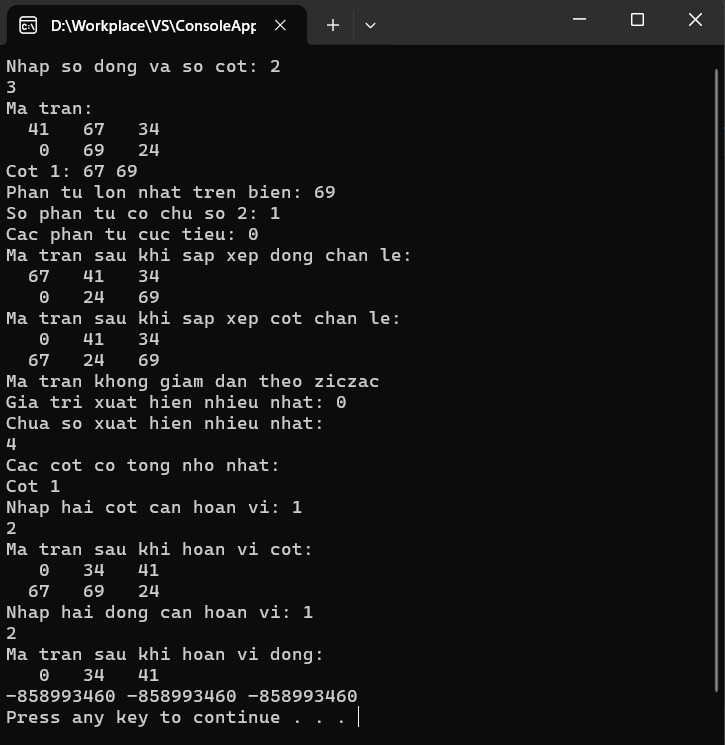 D:\Workplace\VS\ConsoleApp
Nhap so dong va so cot: 2
3
Ma tran:
41 67 34
0 69 24
Cot 1: 67 69
Phan tu lon nhat tren bien: 69
So phan tu co chu so 2: 1
Cac phan tu cuc tieu: 0
Ma tran sau khi sap xep dong chan le:
67 41 34
0 24 69
Ma tran sau khi sap xep cot chan le:
0 41 34
67 24 69
Ma tran khong giam dan theo ziczac
Gia tri xuat hien nhieu nhat: 0
Chua so xuat hien nhieu nhat:
4
Cac cot co tong nho nhat:
Cot 1
Nhap hai cot can hoan vi: 1
2
Ma tran sau khi hoan vi cot:
0 34 41
67 69 24
Nhap hai dong can hoan vi: 1
2
Ma tran sau khi hoan vi dong:
0 34 41
-858993460 -858993460 -858993460
Press any key to continue . . .